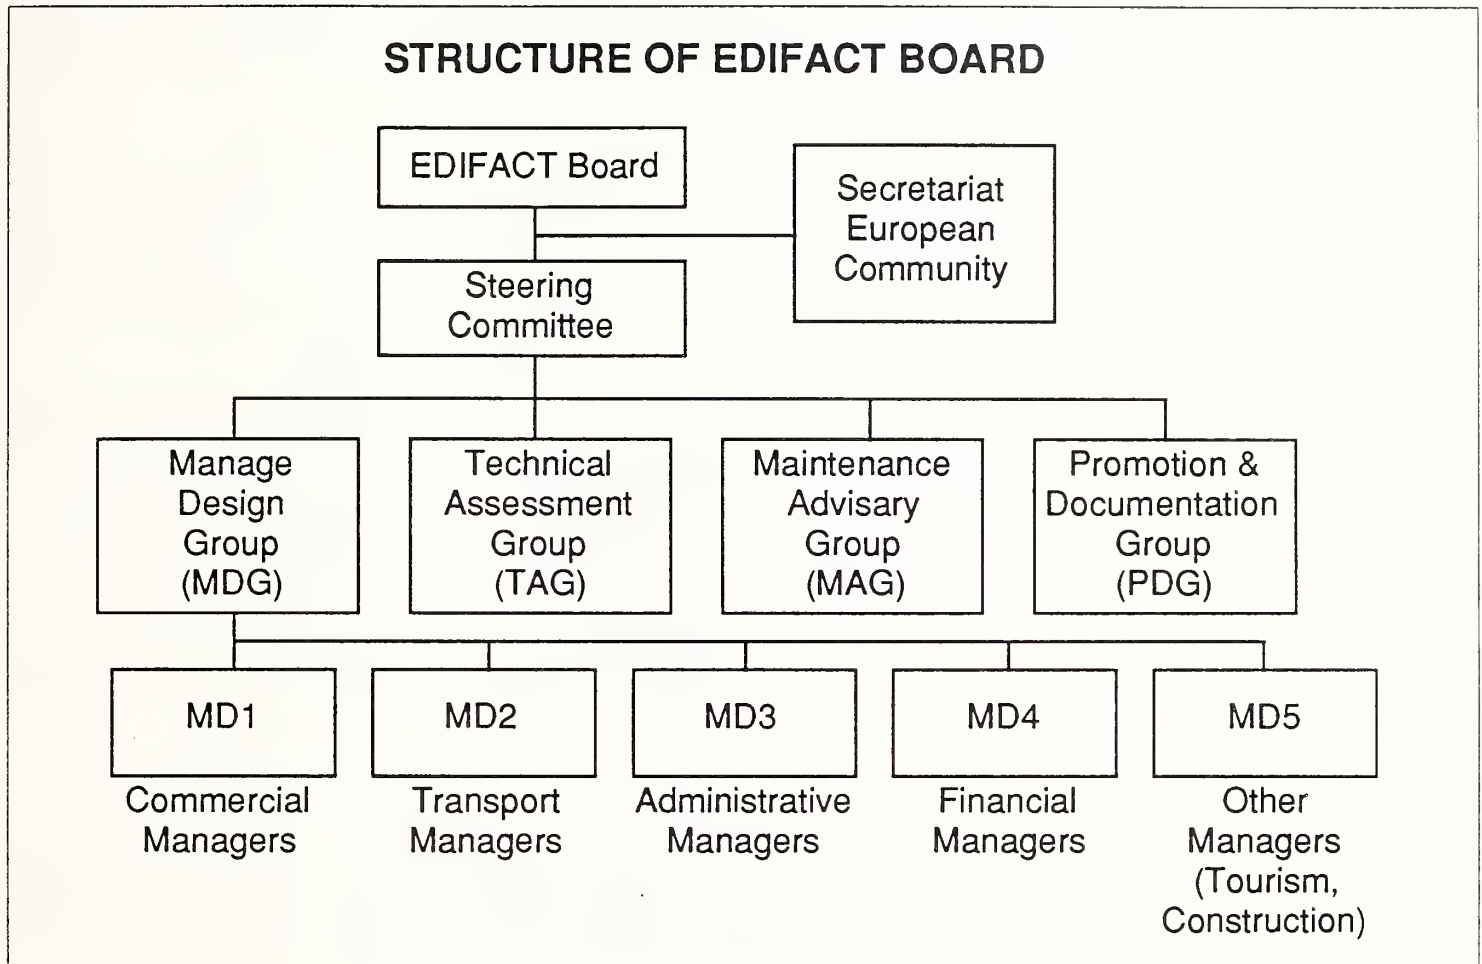 STRUCTURE OF EDIFACT BOARD
EDIFACT Board
Secretariat
European
Community
Steering
Committee
Manage
Design
Group
(MDG)
Technical
Assessment
Group
(TAG)
Maintenance
Advisary
Group
(MAG)
Promotion &
Documentation
Group
(PDG)
MD1
MD2
MD3
MD4
MD5
Commercial
Managers
Transport
Managers
Administrative
Managers
Financial
Managers
Other
Managers
(Tourism,
Construction)